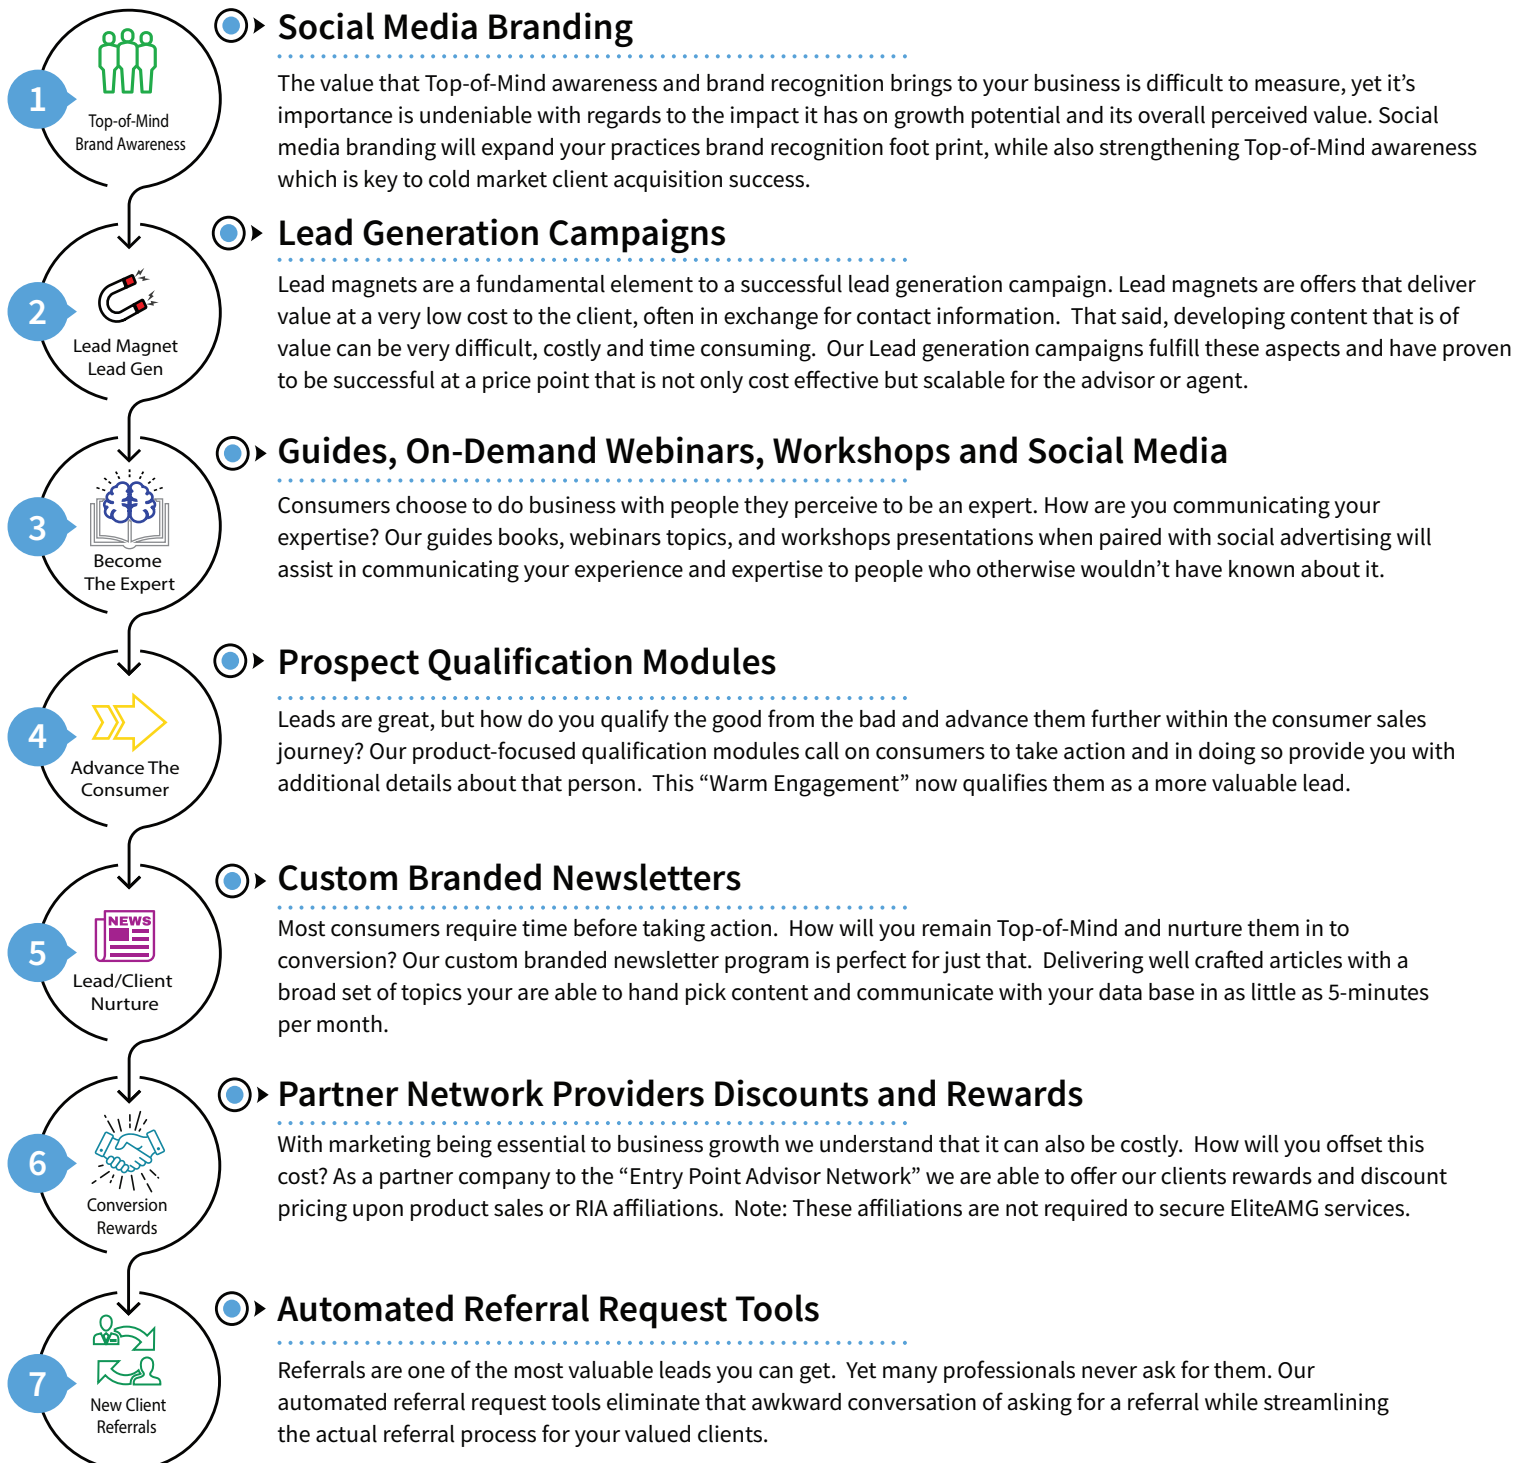 Social Media Branding
1
Top-of-Mind
Brand Awareness
The value that Top-of-Mind awareness and brand recognition brings to your business is difficult to measure, yet it's
importance is undeniable with regards to the impact it has on growth potential and its overall perceived value. Social
media branding will expand your practices brand recognition foot print, while also strengthening Top-of-Mind awareness
which is key to cold market client acquisition success.
Lead Generation Campaigns
2
Lead Magnet
Lead Gen
Lead magnets are a fundamental element to a successful lead generation campaign. Lead magnets are offers that deliver
value at a very low cost to the client, often in exchange for contact information.  That said, developing content that is of
value can be very difficult, costly and time consuming.  Our Lead generation campaigns fulfill these aspects and have proven
to be successful at a price point that is not only cost effective but scalable for the advisor or agent.
Guides, On-Demand Webinars, Workshops and Social Media
3
Become
The Expert
Consumers choose to do business with people they perceive to be an expert. How are you communicating your
expertise? Our guides books, webinars topics, and workshops presentations when paired with social advertising will
assist in communicating your experience and expertise to people who otherwise wouldn't have known about it.
Prospect Qualification Modules
4
Advance The
Consumer
Leads are great, but how do you qualify the good from the bad and advance them further within the consumer sales
journey? Our product-focused qualification modules call on consumers to take action and in doing so provide you with
additional details about that person.  This “Warm Engagement” now qualifies them as a more valuable lead.
Custom Branded Newsletters
NEWS
5
Lead/Client
Nurture
Most consumers require time before taking action.  How will you remain Top-of-Mind and nurture them in to
conversion? Our custom branded newsletter program is perfect for just that.  Delivering well crafted articles with a
broad set of topics your are able to hand pick content and communicate with your data base in as little as 5-minutes
per month.
Partner Network Providers Discounts and Rewards
6
Conversion
Rewards
With marketing being essential to business growth we understand that it can also be costly.  How will you offset this
cost? As a partner company to the “Entry Point Advisor Network” we are able to offer our clients rewards and discount
pricing upon product sales or RIA affiliations.  Note: These affiliations are not required to secure EliteAMG services.
Automated Referral Request Tools
7
New Client
Referrals
Referrals are one of the most valuable leads you can get.  Yet many professionals never ask for them. Our
automated referral request tools eliminate that awkward conversation of asking for a referral while streamlining
the actual referral process for your valued clients.